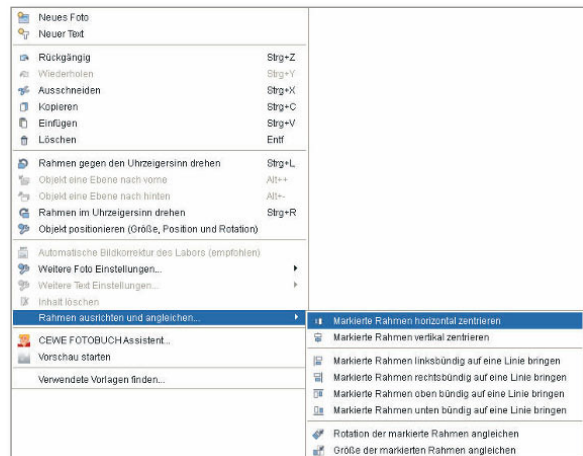 Neues Foto
Neuer Text
Rückgängig Strg+Z
Wiederholen Strg+Y
Ausschneiden Strg+X
Kopieren Strg+C
Einfügen Strg+V
Löschen Entf
Rahmen gegen den Uhrzeigersinn drehen Strg+L
Objekt eine Ebene nach vorne Alt++
Objekt eine Ebene nach hinten Alt+-
Rahmen im Uhrzeigersinn drehen Strg+R
Objekt positionieren (Größe, Position und Rotation)
Automatische Bildkorrektur des Labors (empfohlen)
Weitere Foto Einstellungen...
Weitere Text Einstellungen...
Inhalt löschen
Rahmen ausrichten und angleichen...
CEWE FOTOBUCH Assistent...
Vorschau starten
Verwendete Vorlagen finden...
Markierte Rahmen horizontal zentrieren
Markierte Rahmen vertikal zentrieren
Markierte Rahmen linksbündig auf eine Linie bringen
Markierte Rahmen rechtsbündig auf eine Linie bringen
Markierte Rahmen oben bündig auf eine Linie bringen
Markierte Rahmen unten bündig auf eine Linie bringen
Rotation der markierte Rahmen angleichen
Größe der markierten Rahmen angleichen